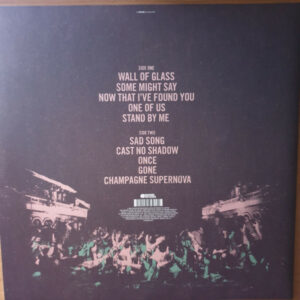 SIDE ONE
WALL OF GLASS
SOME MIGHT SAY
NOW THAT I'VE FOUND YOU
ONE OF US
STAND BY ME
SIDE TWO
SAD SONG
CAST NO SHADOW
ONCE
GONE
CHAMPAGNE SUPERNOVA